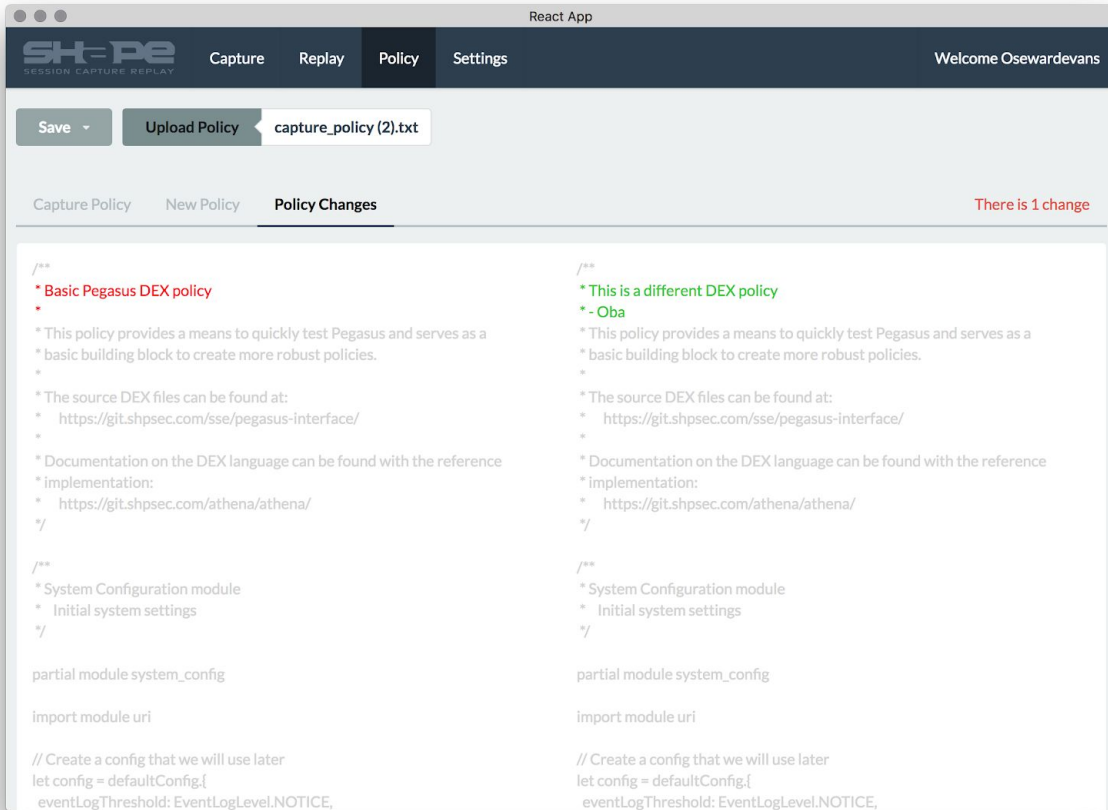 React App
SHAPE
SESSION CAPTURE REPLAY
Capture Replay Policy Settings Welcome Osewardevans
Save Upload Policy capture_policy (2).txt
Capture Policy New Policy Policy Changes There is 1 change
/**
* Basic Pegasus DEX policy
*
* This policy provides a means to quickly test Pegasus and serves as a
* basic building block to create more robust policies.
*
* The source DEX files can be found at:
* https://git.shpsec.com/sse/pegasus-interface/
*
* Documentation on the DEX language can be found with the reference
* implementation:
* https://git.shpsec.com/athena/athena/
*/
/**
* System Configuration module
* Initial system settings
*/
partial module system_config
import module uri
// Create a config that we will use later
let config = defaultConfig.{
eventLogThreshold: EventLogLevel.NOTICE,
/**
* This is a different DEX policy
* - Oba
* This policy provides a means to quickly test Pegasus and serves as a
* basic building block to create more robust policies.
*
* The source DEX files can be found at:
* https://git.shpsec.com/sse/pegasus-interface/
*
* Documentation on the DEX language can be found with the reference
* implementation:
* https://git.shpsec.com/athena/athena/
*/
/**
* System Configuration module
* Initial system settings
*/
partial module system_config
import module uri
// Create a config that we will use later
let config = defaultConfig.{
eventLogThreshold: EventLogLevel.NOTICE,